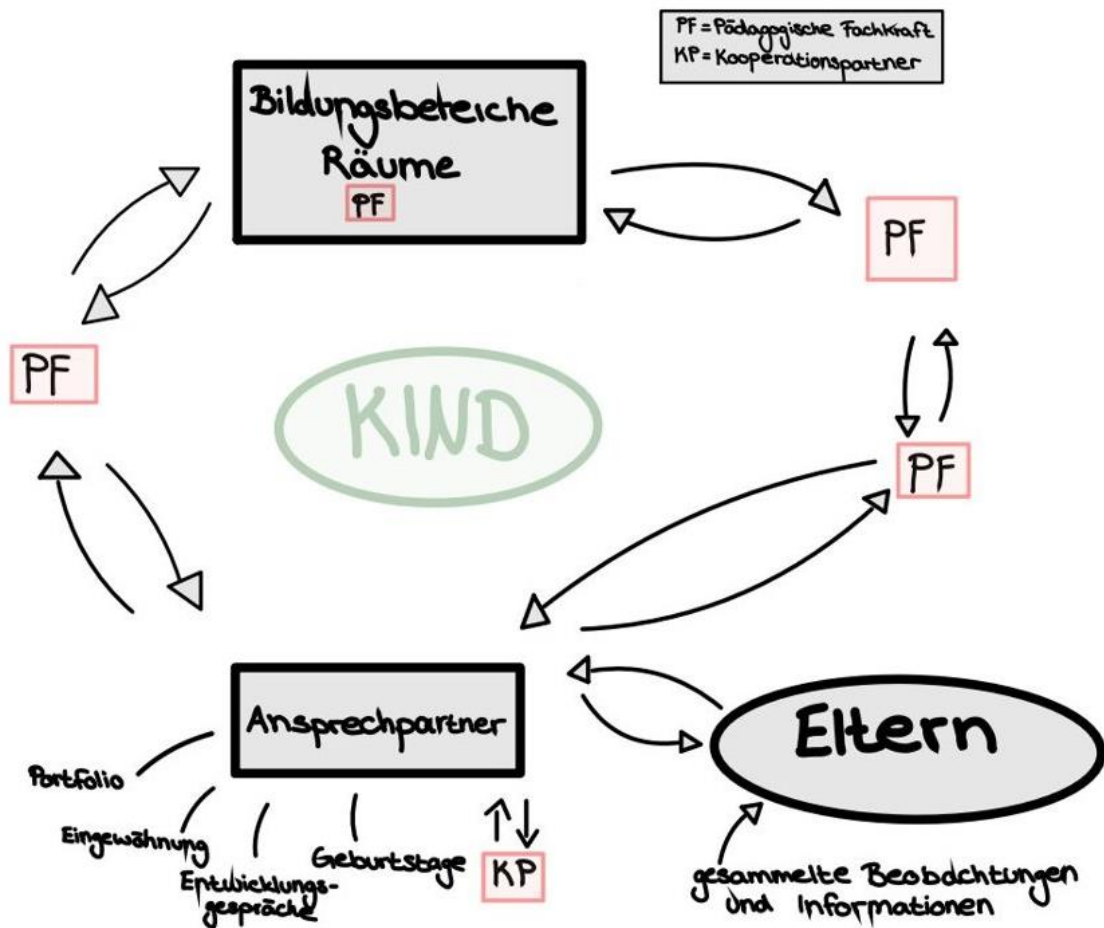 PF = Pädagogische Fachkraft
KP = Kooperationspartner
Bildungsbereiche
Räume
PF
PF
PF
KIND
PF
Ansprechpartner
Eltern
Portfolio
Eingewöhnung
Entwicklungs-
gespräche
Geburtstage
KP
gesammelte Beobachtungen
und Informationen